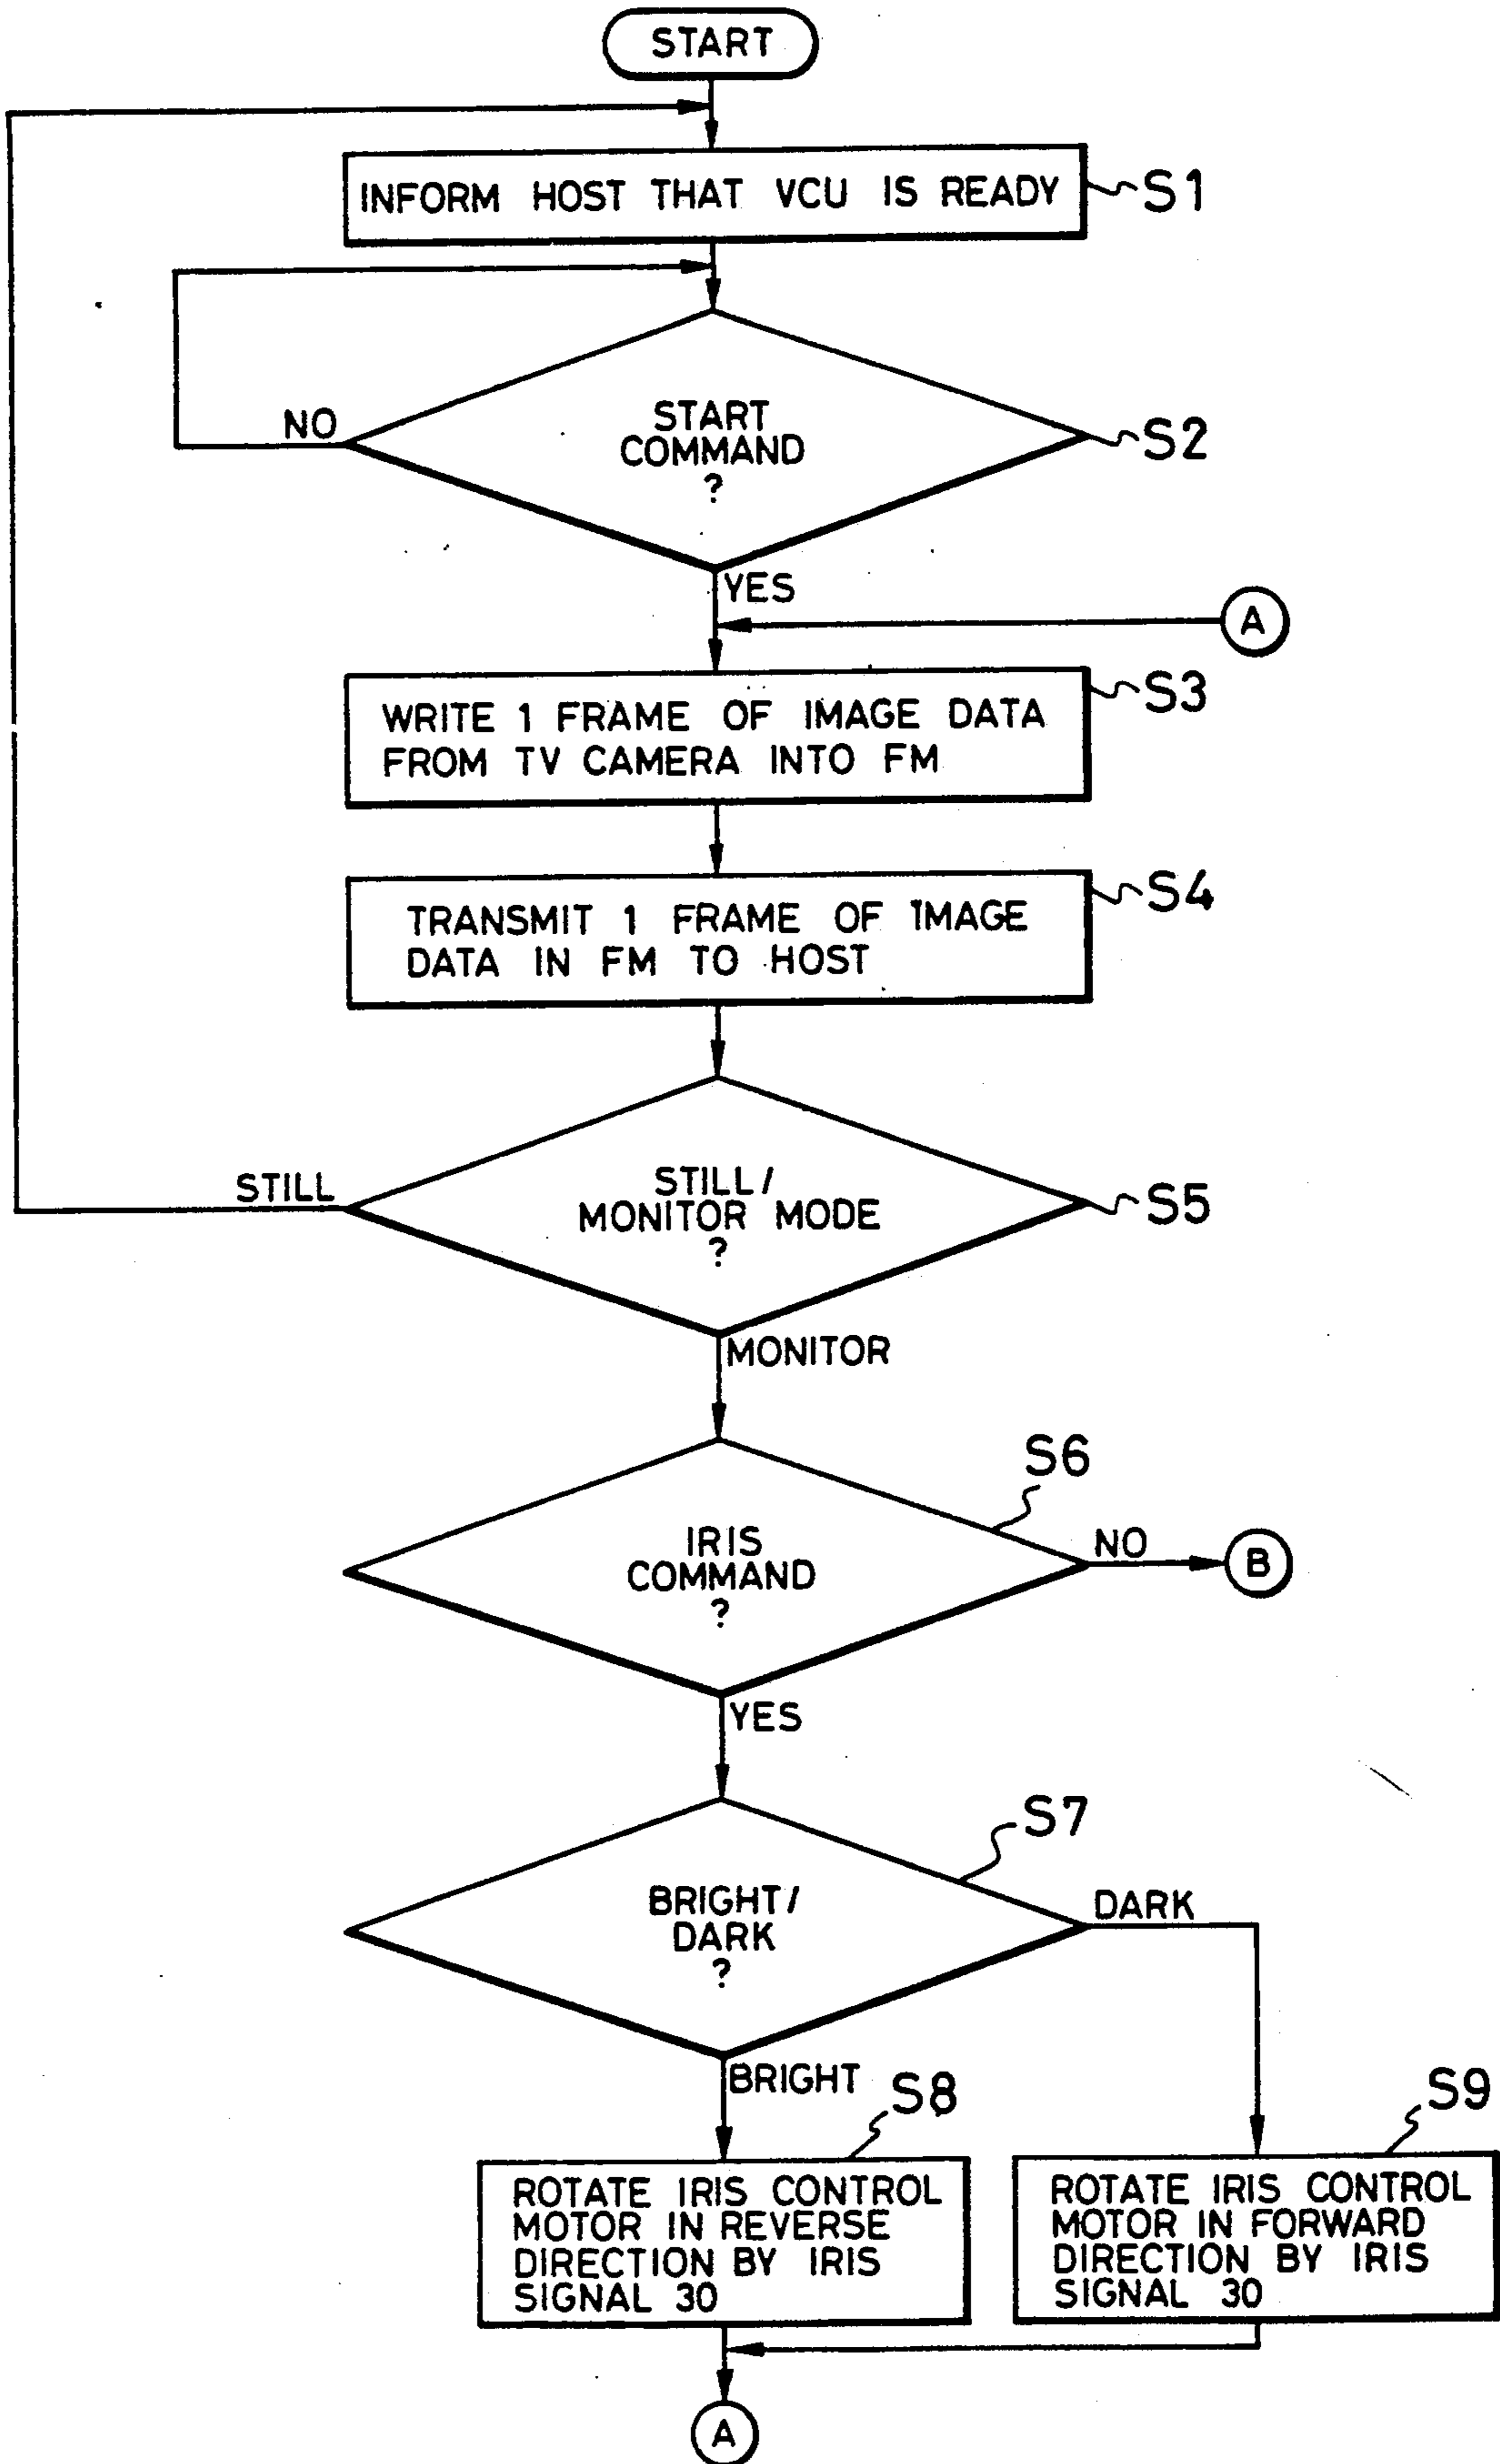 START
INFORM HOST THAT VCU IS READY
S1
NO
START
COMMAND
?
S2
YES
A
S3
WRITE 1 FRAME OF IMAGE DATA
FROM TV CAMERA INTO FM
S4
TRANSMIT 1 FRAME OF IMAGE
DATA IN FM TO HOST
STILL
STILL/
MONITOR MODE
?
S5
MONITOR
S6
IRIS
COMMAND
?
NO
B
YES
S7
BRIGHT/
DARK
?
DARK
BRIGHT
S8
S9
ROTATE IRIS CONTROL
MOTOR IN REVERSE
DIRECTION BY IRIS
SIGNAL 30
ROTATE IRIS CONTROL
MOTOR IN FORWARD
DIRECTION BY IRIS
SIGNAL 30
A